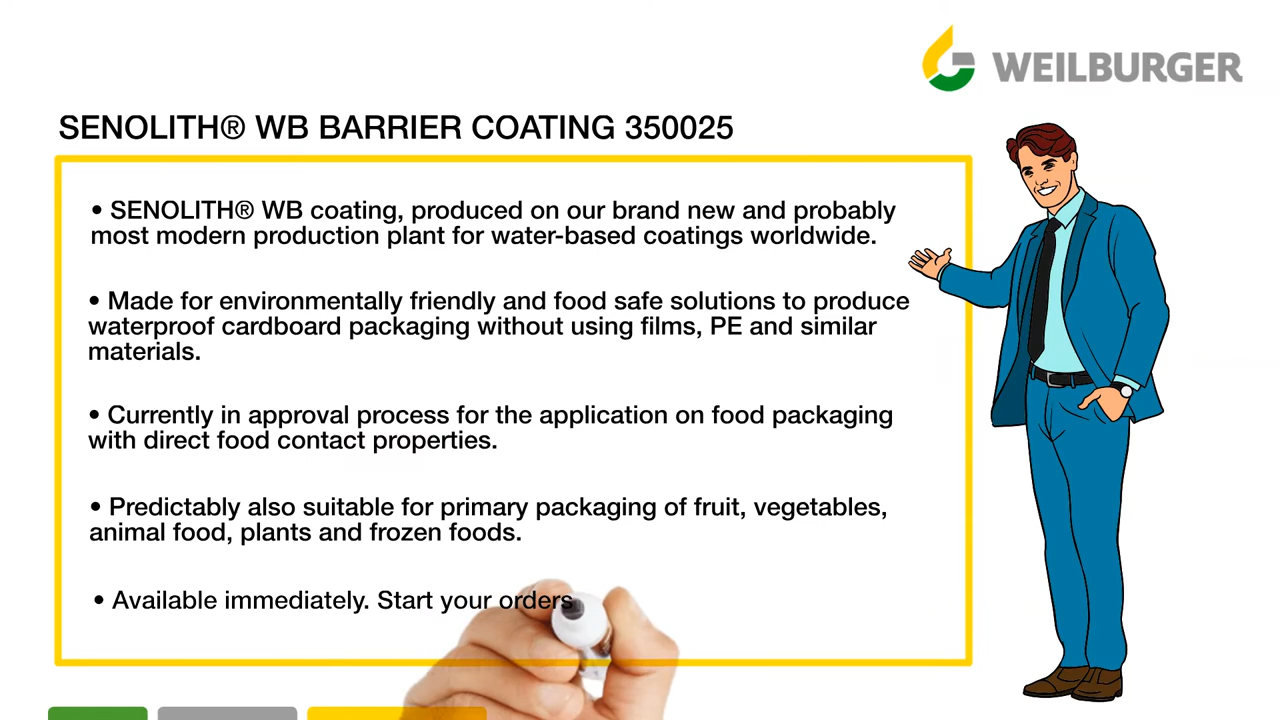 WEILBURGER
SENOLITH® WB BARRIER COATING 350025
• SENOLITH® WB coating, produced on our brand new and probably
most modern production plant for water-based coatings worldwide.
• Made for environmentally friendly and food safe solutions to produce
waterproof cardboard packaging without using films, PE and similar
materials.
• Currently in approval process for the application on food packaging
with direct food contact properties.
• Predictably also suitable for primary packaging of fruit, vegetables,
animal food, plants and frozen foods.
• Available immediately. Start your orders